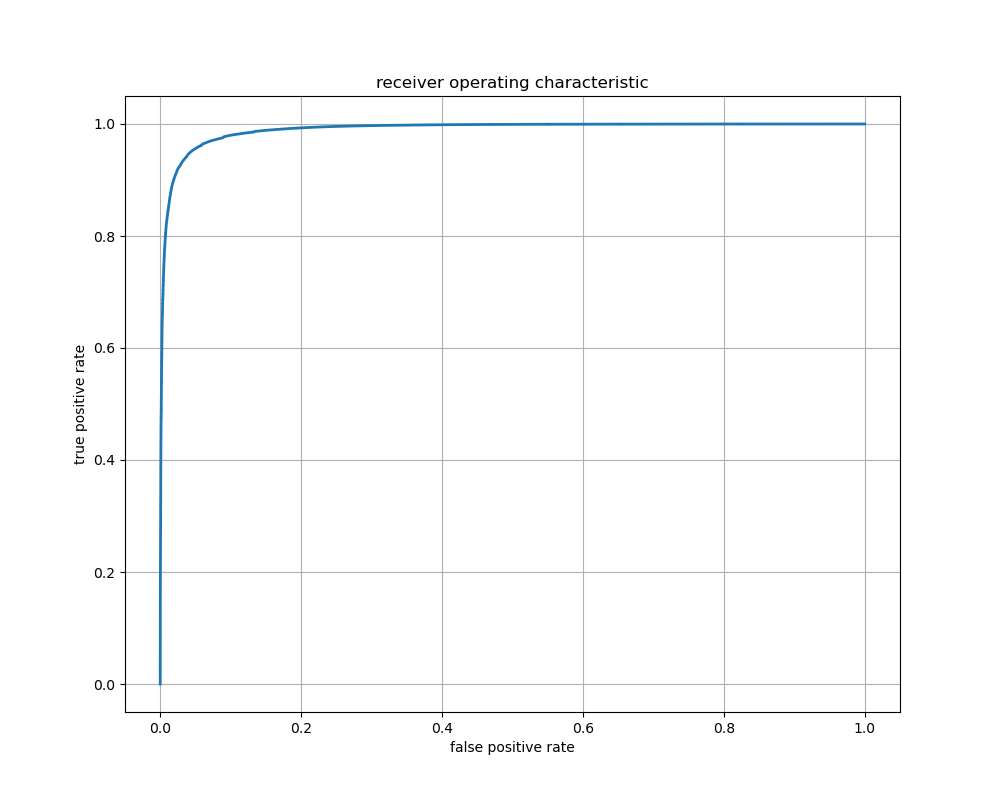 receiver operating characteristic
1.0
0.8
0.6
0.4
0.2
0.0
true positive rate
0.0 0.2 0.4 0.6 0.8 1.0
false positive rate